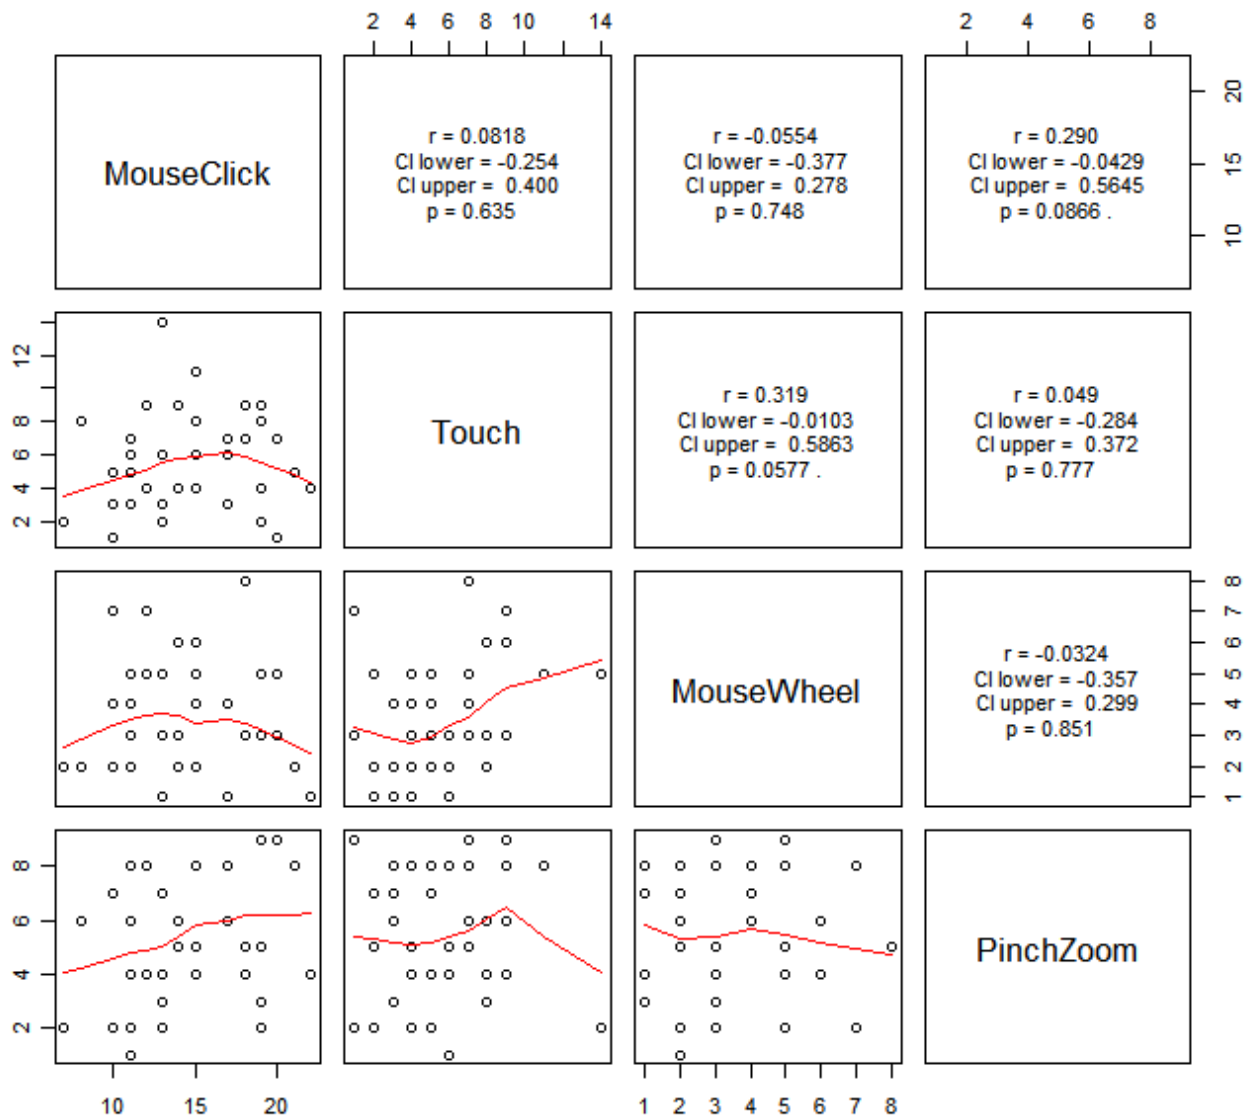 2 4 6 8 10 14
2 4 6 8
MouseClick
r = 0.0818
CI lower = -0.254
CI upper = 0.400
p = 0.635
r = -0.0554
CI lower = -0.377
CI upper = 0.278
p = 0.748
r = 0.290
CI lower = -0.0429
CI upper = 0.5645
p = 0.0866 .
20
15
10
12
8
6
4
2
Touch
r = 0.319
CI lower = -0.0103
CI upper = 0.5863
p = 0.0577 .
r = 0.049
CI lower = -0.284
CI upper = 0.372
p = 0.777
MouseWheel
r = -0.0324
CI lower = -0.357
CI upper = 0.299
p = 0.851
8
7
6
5
4
3
2
1
8
6
4
2
PinchZoom
10 15 20
1 2 3 4 5 6 7 8